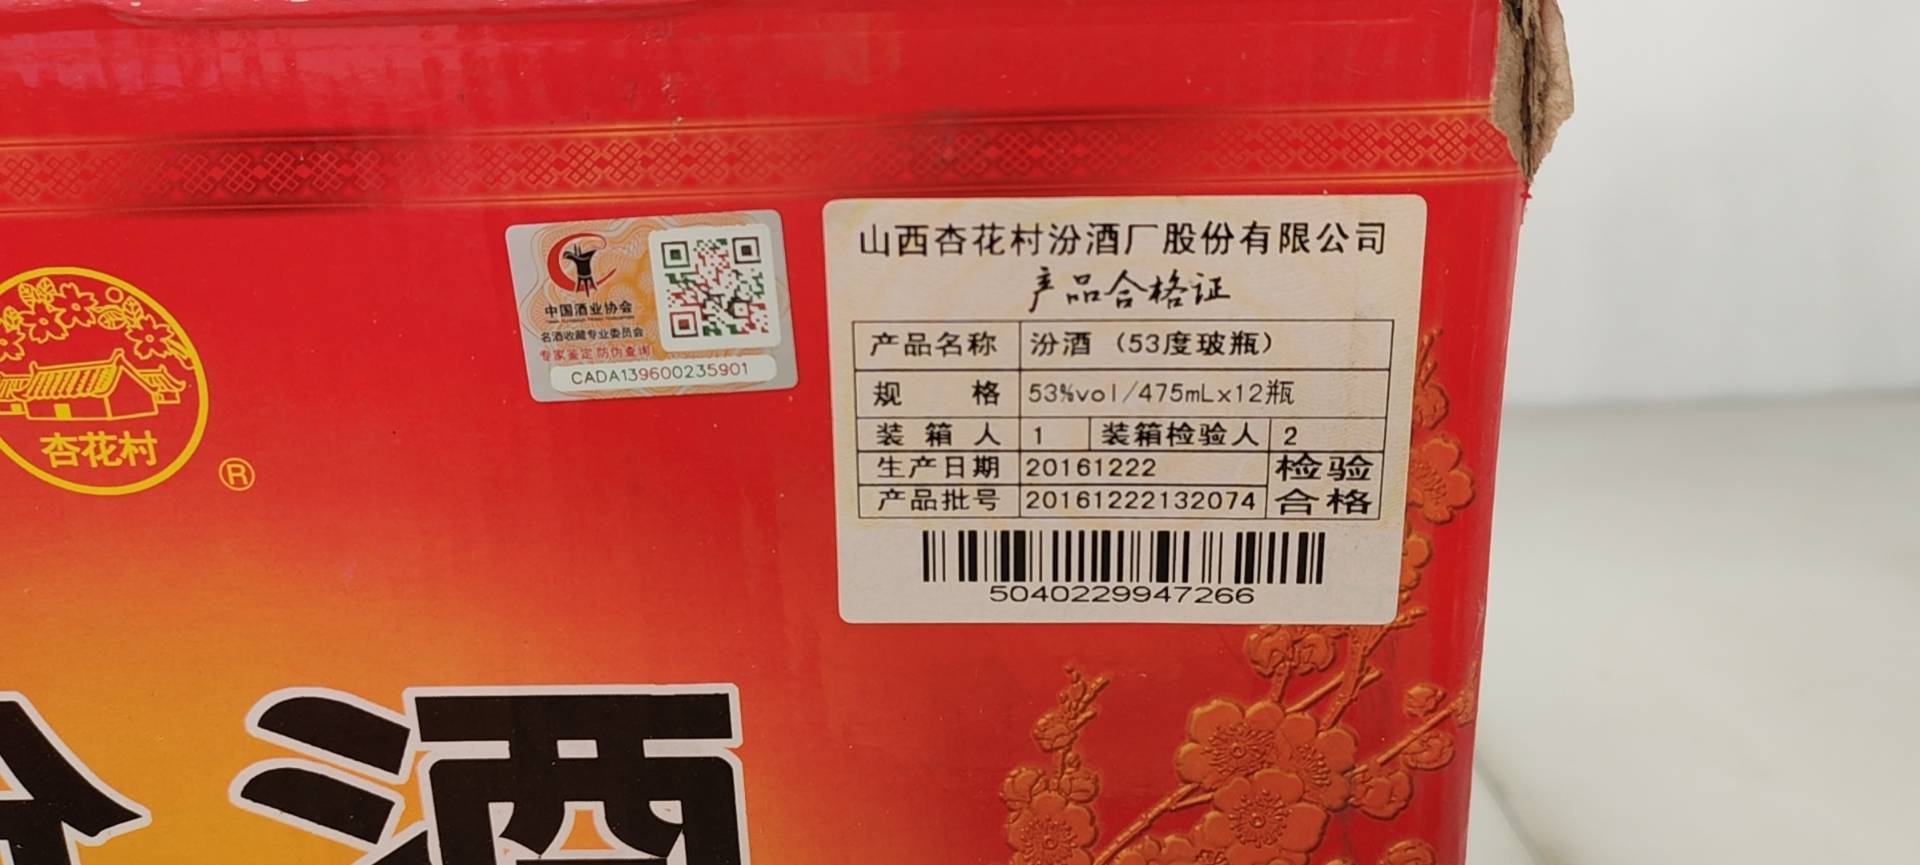 杏花村
®
中国酒业协会
名酒收藏专业委员会
专家鉴定 防伪查询
CADA139600235901
山西杏花村汾酒厂股份有限公司
产品合格证
产品名称 汾酒（53度玻瓶）
规 格 53%vol/475mL×12瓶
装箱人 1 装箱检验人 2
生产日期 20161222 检验
产品批号 20161222132074 合格
5040229947266
汾酒